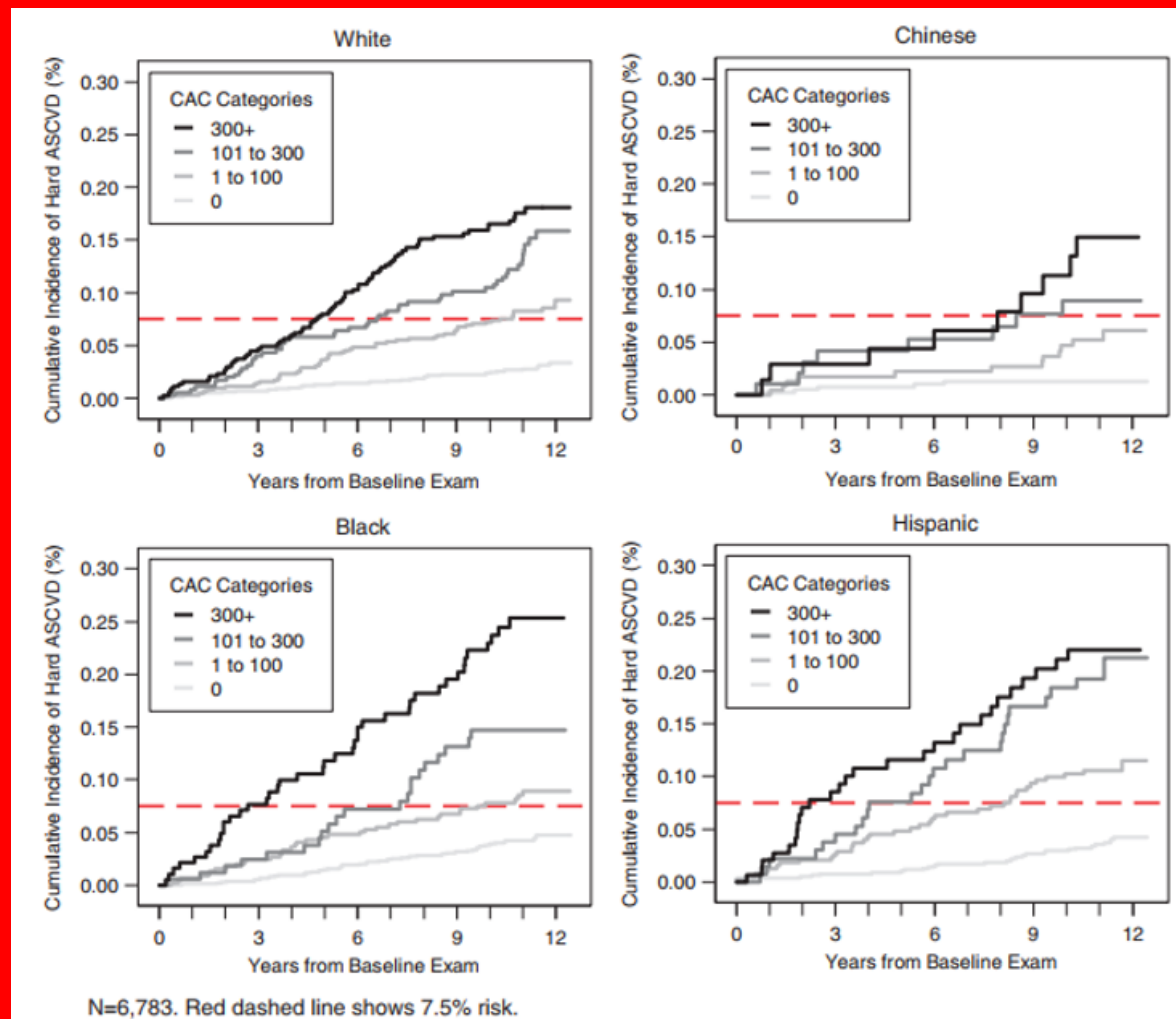 White
Cumulative Incidence of Hard ASCVD (%)
0.30
0.25
0.20
0.15
0.10
0.05
0.00
CAC Categories
300+
101 to 300
1 to 100
0
0 3 6 9 12
Years from Baseline Exam
Chinese
Cumulative Incidence of Hard ASCVD (%)
0.30
0.25
0.20
0.15
0.10
0.05
0.00
CAC Categories
300+
101 to 300
1 to 100
0
0 3 6 9 12
Years from Baseline Exam
Black
Cumulative Incidence of Hard ASCVD (%)
0.30
0.25
0.20
0.15
0.10
0.05
0.00
CAC Categories
300+
101 to 300
1 to 100
0
0 3 6 9 12
Years from Baseline Exam
Hispanic
Cumulative Incidence of Hard ASCVD (%)
0.30
0.25
0.20
0.15
0.10
0.05
0.00
CAC Categories
300+
101 to 300
1 to 100
0
0 3 6 9 12
Years from Baseline Exam
N=6,783. Red dashed line shows 7.5% risk.